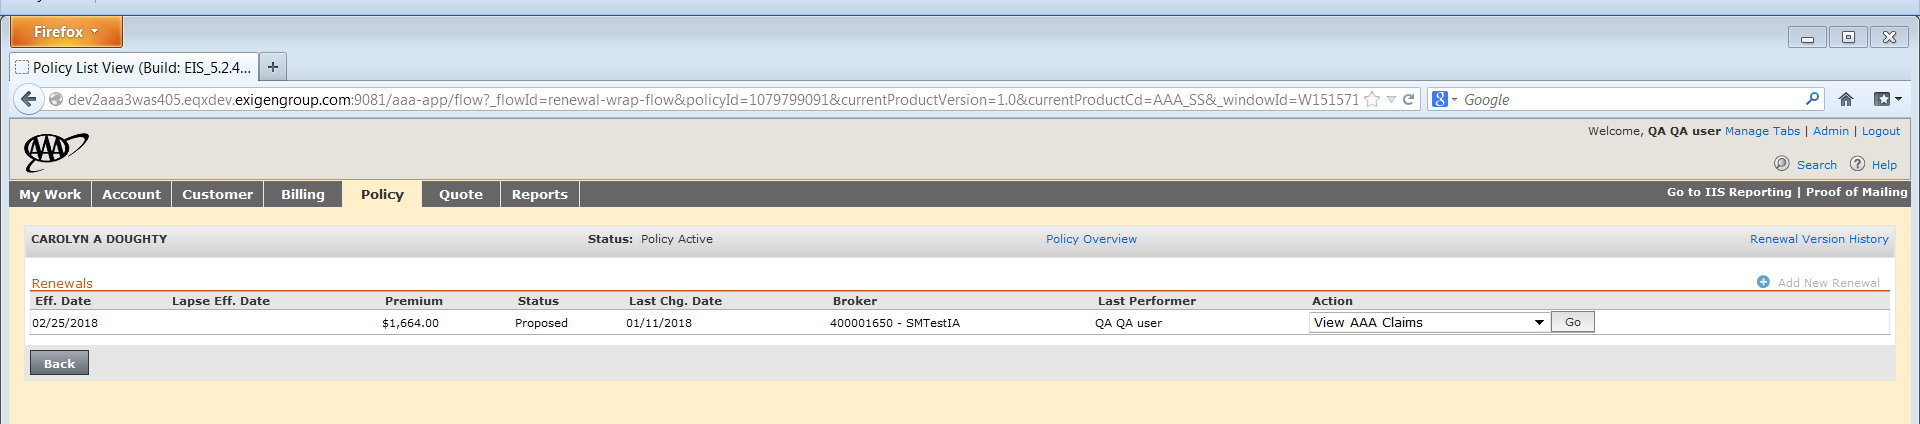 Firefox
Policy List View (Build: EIS_5.2.4...
dev2aaa3was405.eqxdev.exigengroup.com:9081/aaa-app/flow?_flowId=renewal-wrap-flow&policyId=1079799091&currentProductVersion=1.0&currentProductCd=AAA_SS&_windowId=W151571
Google
AAA
Welcome, QA QA user Manage Tabs | Admin | Logout
Search Help
My Work Account Customer Billing Policy Quote Reports
Go to IIS Reporting | Proof of Mailing
CAROLYN A DOUGHTY Status: Policy Active Policy Overview Renewal Version History
Renewals Add New Renewal
Eff. Date Lapse Eff. Date Premium Status Last Chg. Date Broker Last Performer Action
02/25/2018 $1,664.00 Proposed 01/11/2018 400001650 - SMTestIA QA QA user View AAA Claims Go
Back